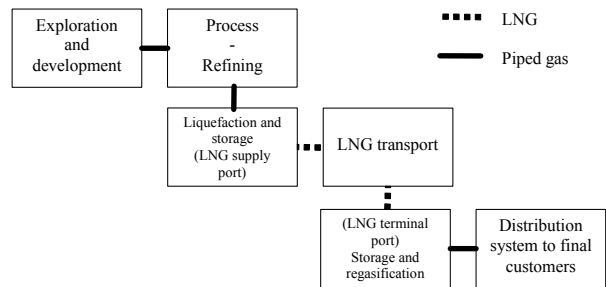 Exploration
and
development
Process
-
Refining
LNG
Piped gas
Liquefaction and
storage
(LNG supply
port)
LNG transport
(LNG terminal
port)
Storage and
regasification
Distribution
system to final
customers